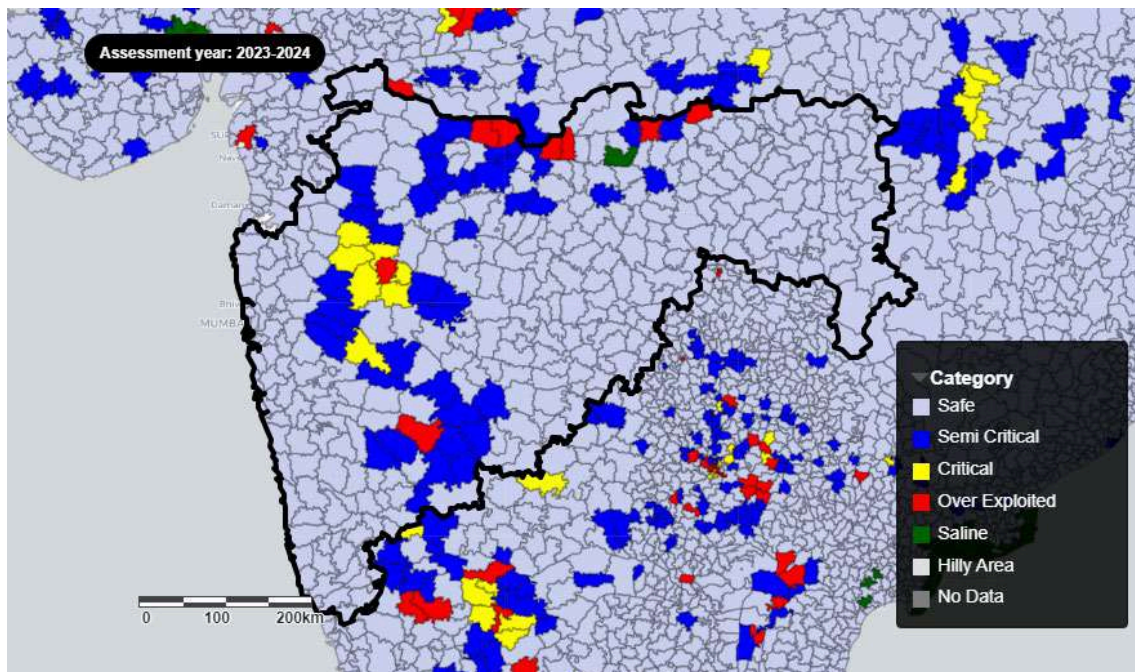 Assessment year: 2023-2024
Daman
MUMBA
Category
Safe
Semi Critical
Critical
Over Exploited
Saline
Hilly Area
No Data
0 100 200km